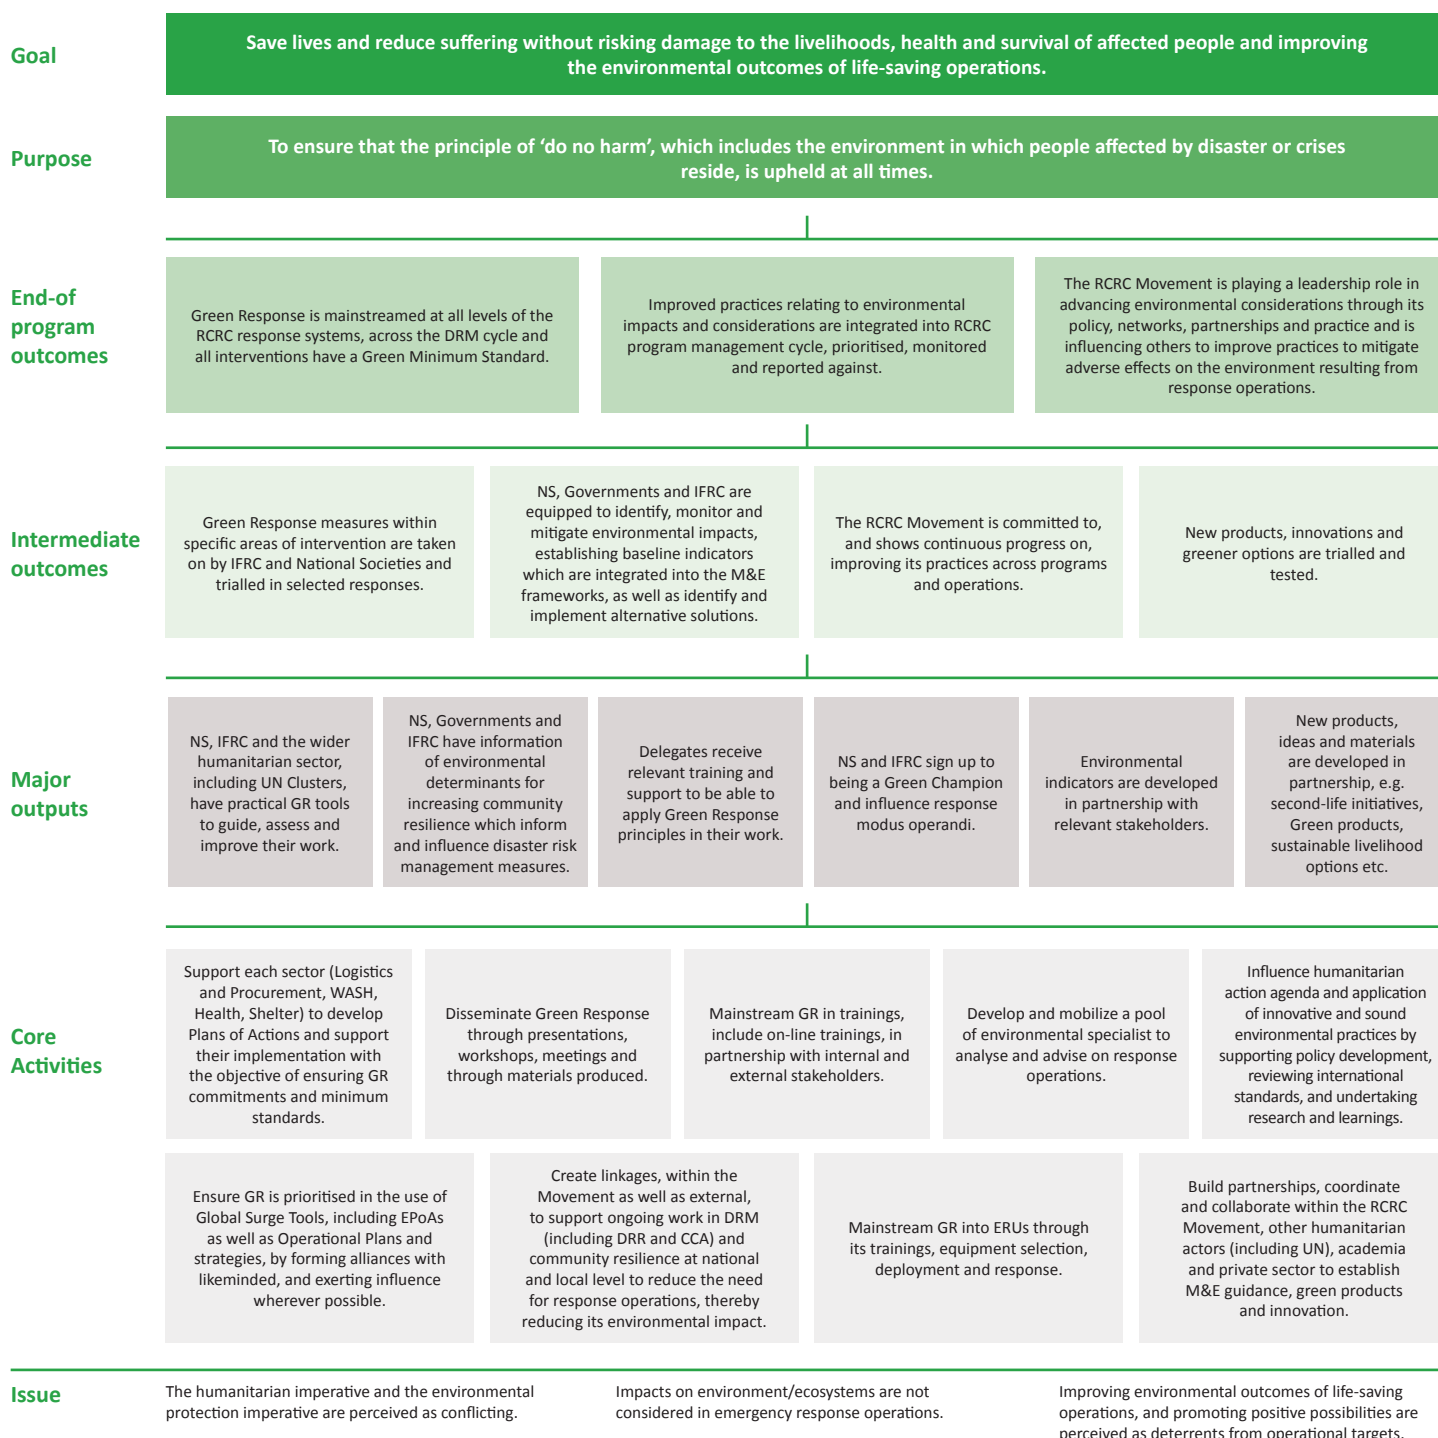 Goal
Save lives and reduce suffering without risking damage to the livelihoods, health and survival of affected people and improving
the environmental outcomes of life-saving operations.
Purpose
To ensure that the principle of ‘do no harm’, which includes the environment in which people affected by disaster or crises
reside, is upheld at all times.
End-of
program
outcomes
Green Response is mainstreamed at all levels of the
RCRC response systems, across the DRM cycle and
all interventions have a Green Minimum Standard.
Improved practices relating to environmental
impacts and considerations are integrated into RCRC
program management cycle, prioritised, monitored
and reported against.
The RCRC Movement is playing a leadership role in
advancing environmental considerations through its
policy, networks, partnerships and practice and is
influencing others to improve practices to mitigate
adverse effects on the environment resulting from
response operations.
Intermediate
outcomes
Green Response measures within
specific areas of intervention are taken
on by IFRC and National Societies and
trialled in selected responses.
NS, Governments and IFRC are
equipped to identify, monitor and
mitigate environmental impacts,
establishing baseline indicators
which are integrated into the M&E
frameworks, as well as identify and
implement alternative solutions.
The RCRC Movement is committed to,
and shows continuous progress on,
improving its practices across programs
and operations.
New products, innovations and
greener options are trialled and
tested.
Major
outputs
NS, IFRC and the wider
humanitarian sector,
including UN Clusters,
have practical GR tools
to guide, assess and
improve their work.
NS, Governments and
IFRC have information
of environmental
determinants for
increasing community
resilience which inform
and influence disaster risk
management measures.
Delegates receive
relevant training and
support to be able to
apply Green Response
principles in their work.
NS and IFRC sign up to
being a Green Champion
and influence response
modus operandi.
Environmental
indicators are developed
in partnership with
relevant stakeholders.
New products,
ideas and materials
are developed in
partnership, e.g.
second-life initiatives,
Green products,
sustainable livelihood
options etc.
Core
Activities
Support each sector (Logistics
and Procurement, WASH,
Health, Shelter) to develop
Plans of Actions and support
their implementation with
the objective of ensuring GR
commitments and minimum
standards.
Disseminate Green Response
through presentations,
workshops, meetings and
through materials produced.
Mainstream GR in trainings,
include on-line trainings, in
partnership with internal and
external stakeholders.
Develop and mobilize a pool
of environmental specialist to
analyse and advise on response
operations.
Influence humanitarian
action agenda and application
of innovative and sound
environmental practices by
supporting policy development,
reviewing international
standards, and undertaking
research and learnings.
Ensure GR is prioritised in the use of
Global Surge Tools, including EPoAs
as well as Operational Plans and
strategies, by forming alliances with
likeminded, and exerting influence
wherever possible.
Create linkages, within the
Movement as well as external,
to support ongoing work in DRM
(including DRR and CCA) and
community resilience at national
and local level to reduce the need
for response operations, thereby
reducing its environmental impact.
Mainstream GR into ERUs through
its trainings, equipment selection,
deployment and response.
Build partnerships, coordinate
and collaborate within the RCRC
Movement, other humanitarian
actors (including UN), academia
and private sector to establish
M&E guidance, green products
and innovation.
Issue
The humanitarian imperative and the environmental
protection imperative are perceived as conflicting.
Impacts on environment/ecosystems are not
considered in emergency response operations.
Improving environmental outcomes of life-saving
operations, and promoting positive possibilities are
perceived as deterrents from operational targets.